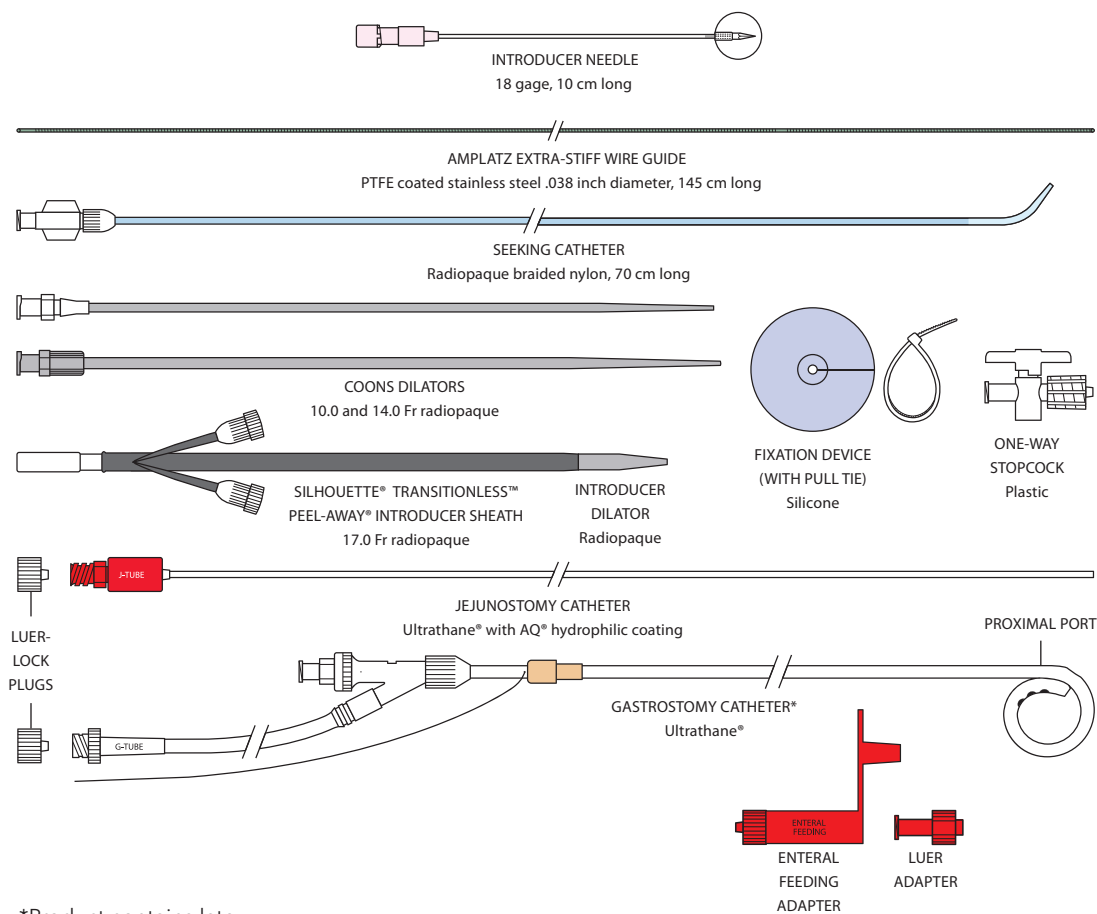 INTRODUCER NEEDLE
18 gage, 10 cm long
AMPLATZ EXTRA-STIFF WIRE GUIDE
PTFE coated stainless steel .038 inch diameter, 145 cm long
SEEKING CATHETER
Radiopaque braided nylon, 70 cm long
COONS DILATORS
10.0 and 14.0 Fr radiopaque
FIXATION DEVICE
(WITH PULL TIE)
Silicone
ONE-WAY
STOPCOCK
Plastic
SILHOUETTE® TRANSITIONLESS™
PEEL-AWAY® INTRODUCER SHEATH
17.0 Fr radiopaque
INTRODUCER
DILATOR
Radiopaque
J-TUBE
JEJUNOSTOMY CATHETER
Ultrathane® with AQ® hydrophilic coating
LUER-
LOCK
PLUGS
PROXIMAL PORT
GASTROSTOMY CATHETER*
Ultrathane®
G-TUBE
ENTERAL
FEEDING
ENTERAL
FEEDING
ADAPTER
LUER
ADAPTER
*Product contains